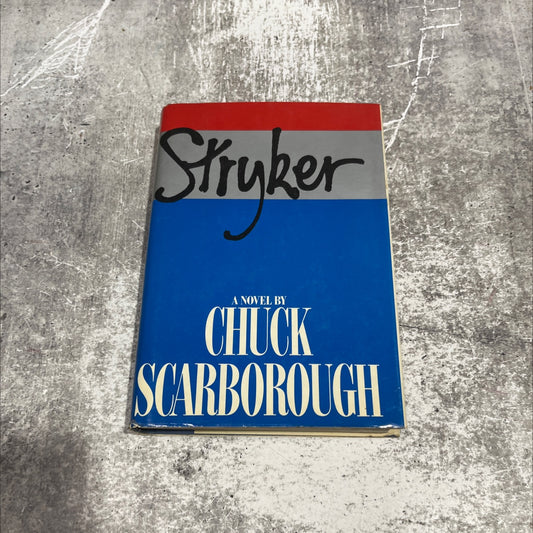 Stryker
A NOVEL BY
CHUCK
SCARBOROUGH